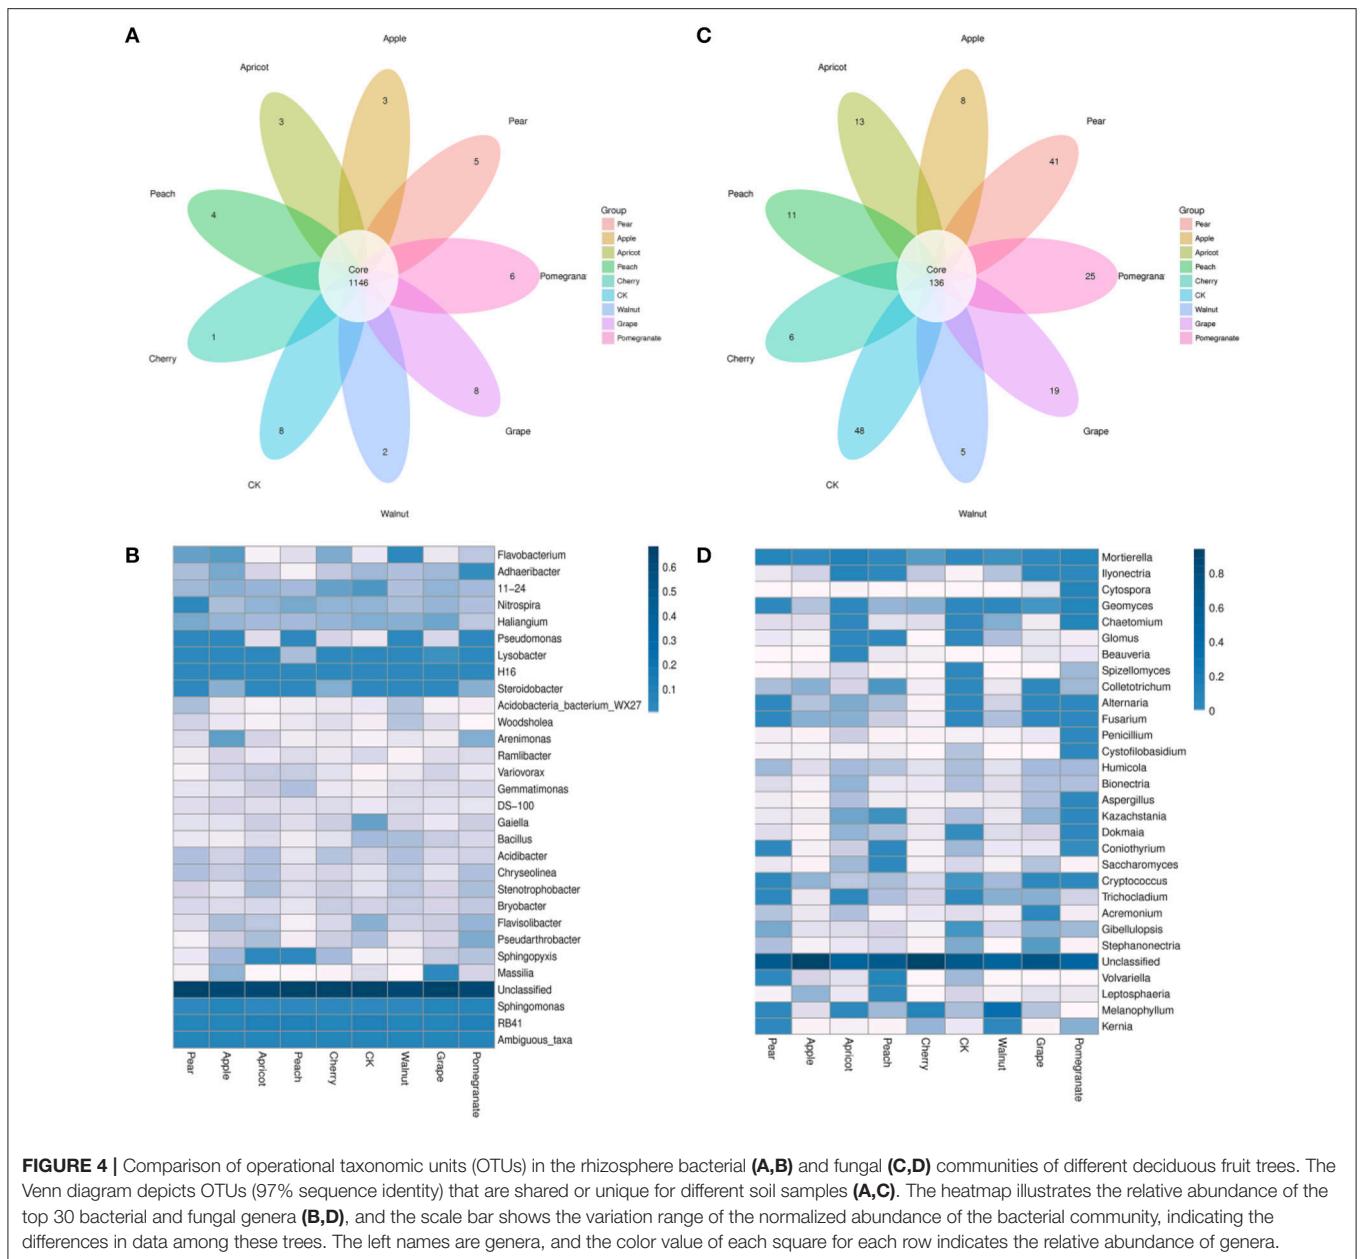 A
Apple
Apricot
3
3
Pear
5
Peach
4
Core
1146
6
Pomegrana
1
Cherry
8
Grape
8
CK
2
Walnut
Group
Pear
Apple
Apricot
Peach
Cherry
CK
Walnut
Grape
Pomegranate
C
Apple
Apricot
8
13
Pear
41
Peach
11
Core
136
25
Pomegrana
6
Cherry
19
Grape
48
CK
5
Walnut
Group
Pear
Apple
Apricot
Peach
Cherry
CK
Walnut
Grape
Pomegranate
B
Flavobacterium
Adhaeribacter
11−24
Nitrospira
Haliangium
Pseudomonas
Lysobacter
H16
Steroidobacter
Acidobacteria_bacterium_WX27
Woodsholea
Arenimonas
Ramlibacter
Variovorax
Gemmatimonas
DS−100
Gaiella
Bacillus
Acidibacter
Chryseolinea
Stenotrophobacter
Bryobacter
Flavisolibacter
Pseudarthrobacter
Sphingopyxis
Massilia
Unclassified
Sphingomonas
RB41
Ambiguous_taxa
0.6
0.5
0.4
0.3
0.2
0.1
Pear
Apple
Apricot
Peach
Cherry
CK
Walnut
Grape
Pomegranate
D
Mortierella
Ilyonectria
Cytospora
Geomyces
Chaetomium
Glomus
Beauveria
Spizellomyces
Colletotrichum
Alternaria
Fusarium
Penicillium
Cystofilobasidium
Humicola
Bionectria
Aspergillus
Kazachstania
Dokmaia
Coniothyrium
Saccharomyces
Cryptococcus
Trichocladium
Acremonium
Gibellulopsis
Stephanonectria
Unclassified
Volvariella
Leptosphaeria
Melanophyllum
Kernia
0.8
0.6
0.4
0.2
0
Pear
Apple
Apricot
Peach
Cherry
CK
Walnut
Grape
Pomegranate
FIGURE 4 | Comparison of operational taxonomic units (OTUs) in the rhizosphere bacterial (A,B) and fungal (C,D) communities of different deciduous fruit trees. The
Venn diagram depicts OTUs (97% sequence identity) that are shared or unique for different soil samples (A,C). The heatmap illustrates the relative abundance of the
top 30 bacterial and fungal genera (B,D), and the scale bar shows the variation range of the normalized abundance of the bacterial community, indicating the
differences in data among these trees. The left names are genera, and the color value of each square for each row indicates the relative abundance of genera.